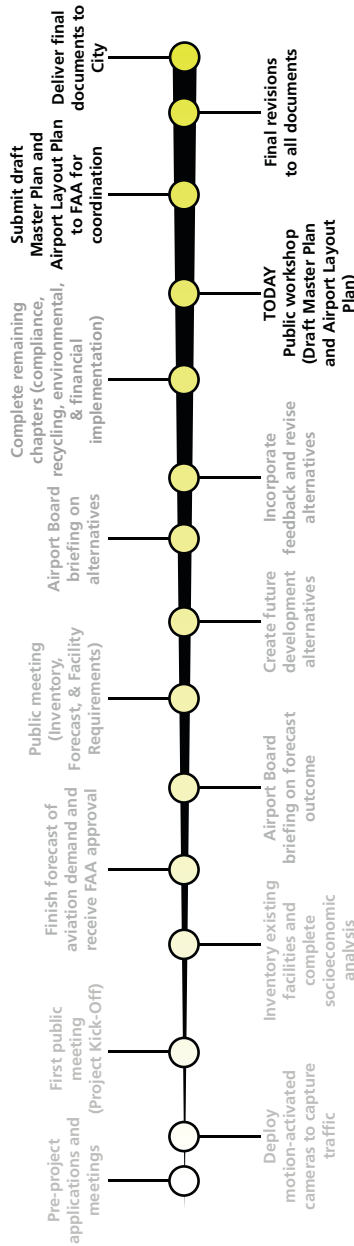 Pre-project
applications and
meetings
Deploy
motion-activated
cameras to capture
traffic
First public
meeting
(Project Kick-Off)
Inventory existing
facilities and
complete
socioeconomic
analysis
Finish forecast of
aviation demand and
receive FAA approval
Airport Board
briefing on forecast
outcome
Public meeting
(Inventory,
Forecast, & Facility
Requirements)
Create future
development
alternatives
Airport Board
briefing on
alternatives
Incorporate
feedback and revise
alternatives
Complete remaining
chapters (compliance,
recycling, environmental,
& financial
implementation)
TODAY
Public workshop
(Draft Master Plan
and Airport Layout
Plan)
Submit draft
Master Plan and
Airport Layout Plan
to FAA for
coordination
Final revisions
to all documents
Deliver final
documents to
City